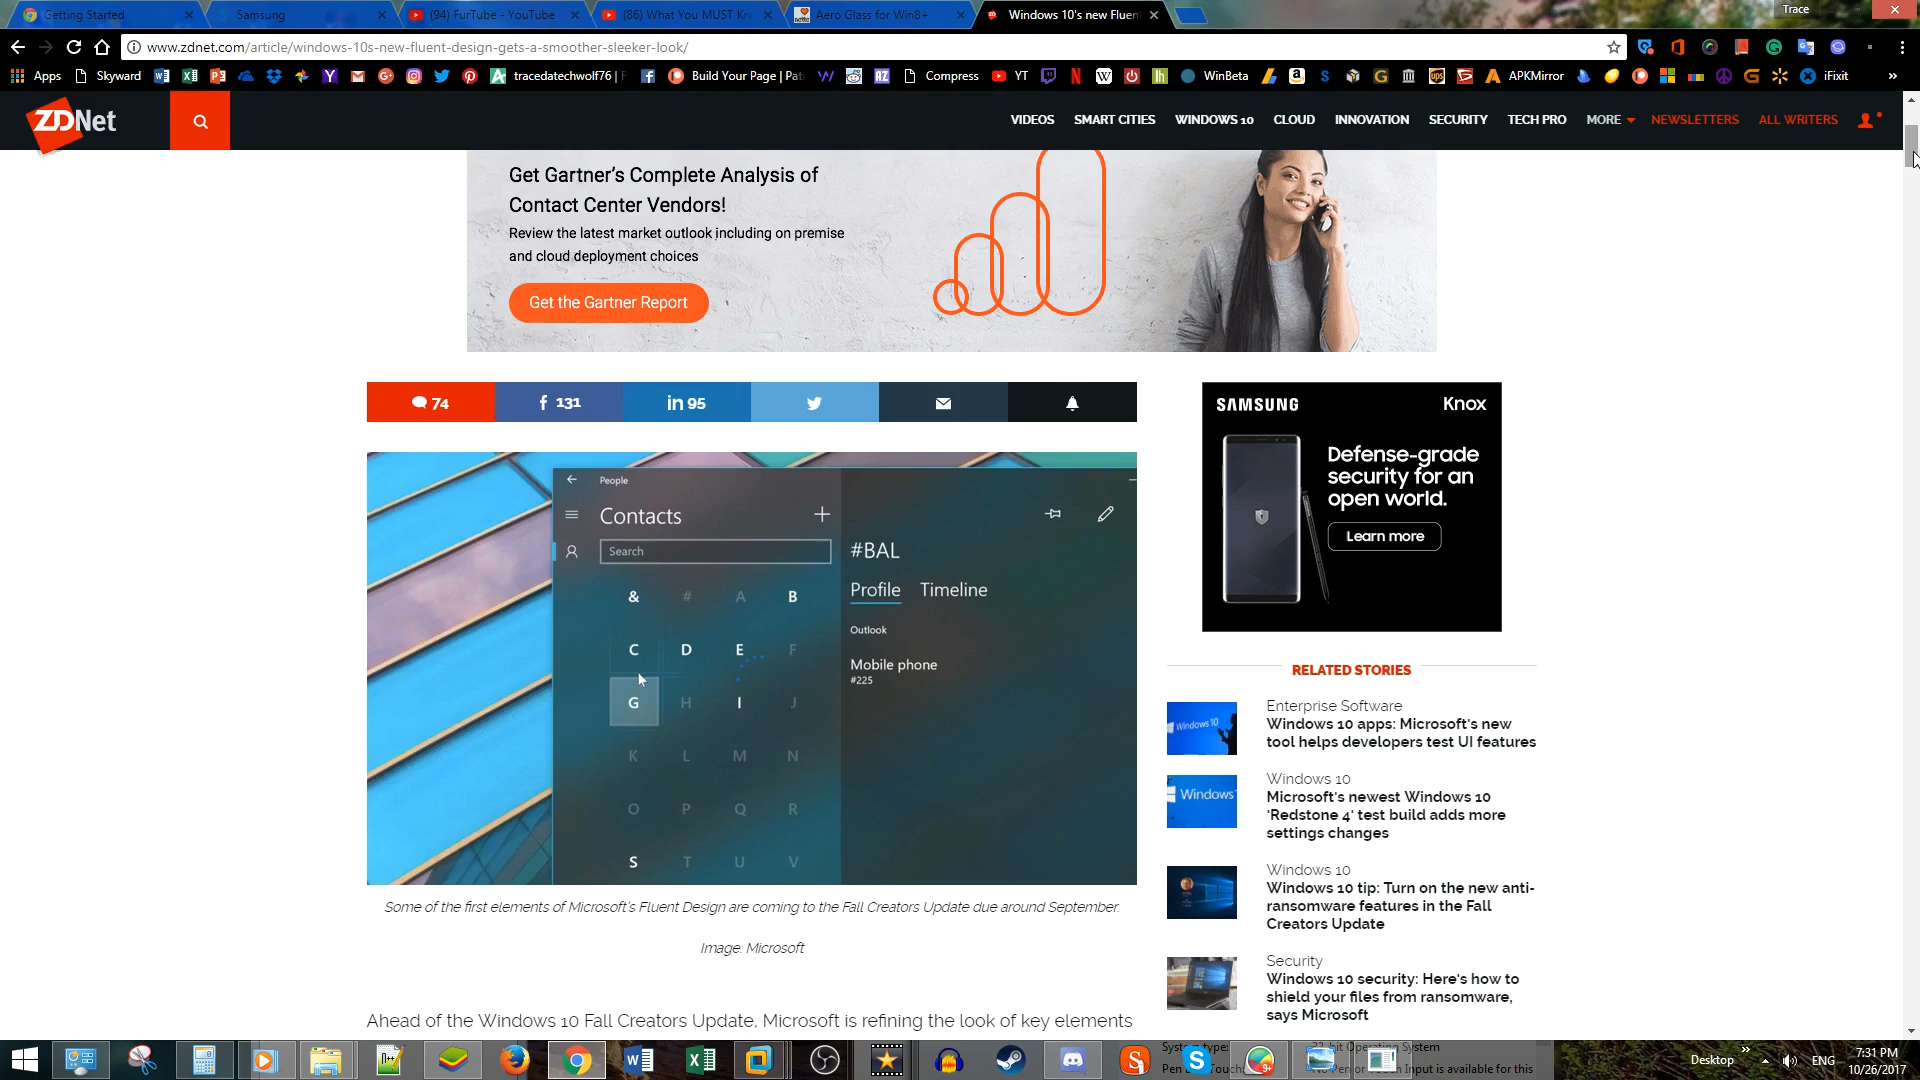 Getting Started
Samsung
(94) FurTube - YouTube
(86) What You MUST Kn
Aero Glass for Win8+
Windows 10's new Fluen
Trace
www.zdnet.com/article/windows-10s-new-fluent-design-gets-a-smoother-sleeker-look/
Apps
Skyward
tracedatechwolf76 | F
Build Your Page | Pat
Compress
YT
WinBeta
APKMirror
iFixit
ZDNet
VIDEOS
SMART CITIES
WINDOWS 10
CLOUD
INNOVATION
SECURITY
TECH PRO
MORE
NEWSLETTERS
ALL WRITERS
Get Gartner's Complete Analysis of
Contact Center Vendors!
Review the latest market outlook including on premise
and cloud deployment choices
Get the Gartner Report
74
131
in 95
SAMSUNG
Knox
Defense-grade
security for an
open world.
Learn more
People
Contacts
Search
& # A B
C D E F
G H I J
K L M N
O P Q R
S T U V
#BAL
Profile Timeline
Outlook
Mobile phone
#225
Some of the first elements of Microsoft's Fluent Design are coming to the Fall Creators Update due around September.
Image: Microsoft
Ahead of the Windows 10 Fall Creators Update, Microsoft is refining the look of key elements
RELATED STORIES
Enterprise Software
Windows 10 apps: Microsoft's new
tool helps developers test UI features
Windows 10
Microsoft's newest Windows 10
'Redstone 4' test build adds more
settings changes
Windows 10
Windows 10 tip: Turn on the new anti-
ransomware features in the Fall
Creators Update
Security
Windows 10 security: Here's how to
shield your files from ransomware,
says Microsoft
Desktop
ENG
7:31 PM
10/26/2017